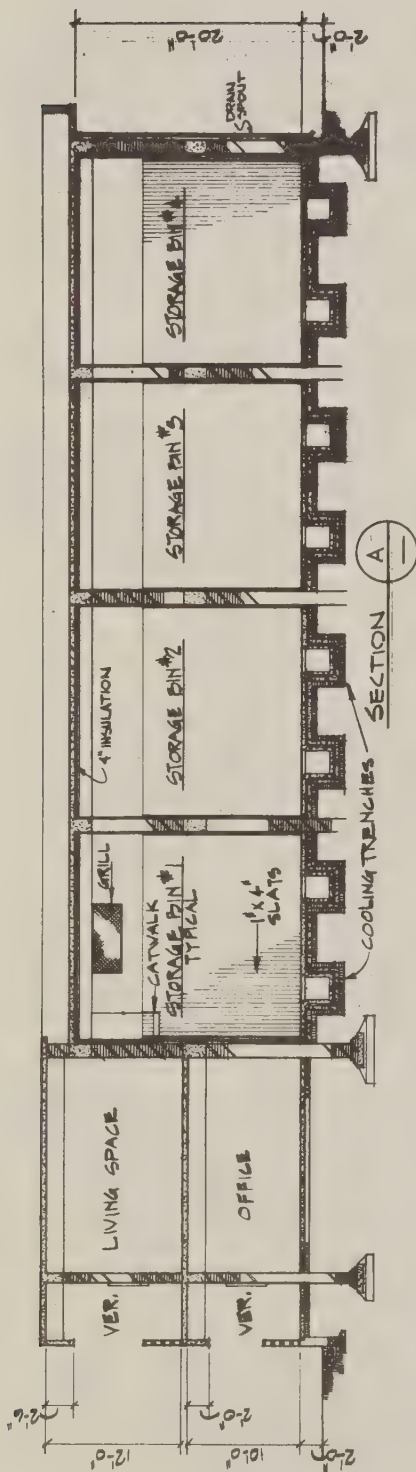 2'-6"
12'-0"
2'-0"
10'-0"
2'-0"
VER.
VER.
LIVING SPACE
OFFICE
GRILL
CATWALK
STORAGE BIN #1
TYPICAL
1" x 4"
SLATS
4" INSULATION
STORAGE BIN #2
STORAGE BIN #3
STORAGE BIN #4
DRAIN
SPOUT
20'-0"
2'-0"
COOLING TRENCHES
SECTION
A